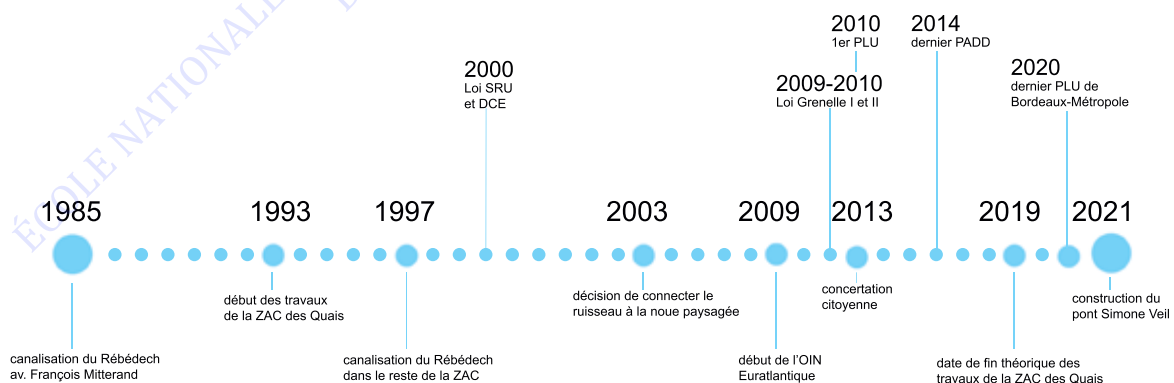 ÉCOLE NATIONALE
2010
1er PLU
2014
dernier PADD
2000
Loi SRU
et DCE
2009-2010
Loi Grenelle I et II
2020
dernier PLU de
Bordeaux-Métropole
1985
1993
1997
2003
2009
2013
2019
2021
début des travaux
de la ZAC des Quais
décision de connecter le
ruisseau à la noue paysagée
concertation
citoyenne
construction du
pont Simone Veil
canalisation du Rébédech
av. François Mitterand
canalisation du Rébédech
dans le reste de la ZAC
début de l'OIN
Euratlantique
date de fin théorique des
travaux de la ZAC des Quais